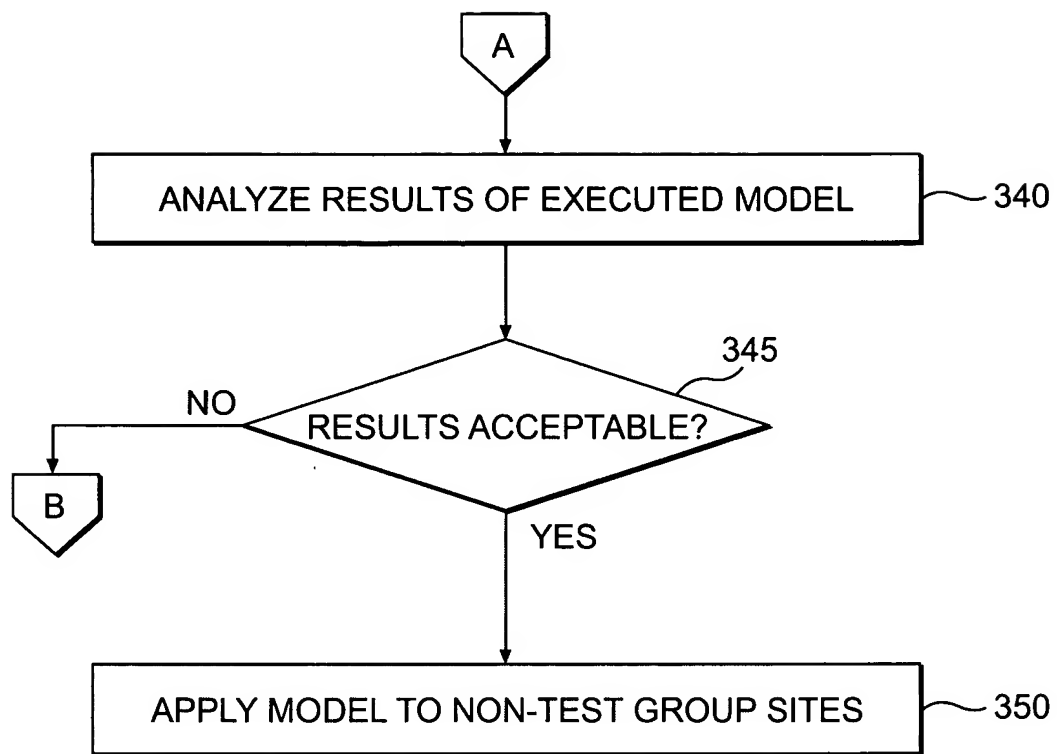 A
ANALYZE RESULTS OF EXECUTED MODEL
340
345
NO
RESULTS ACCEPTABLE?
B
YES
APPLY MODEL TO NON-TEST GROUP SITES
350